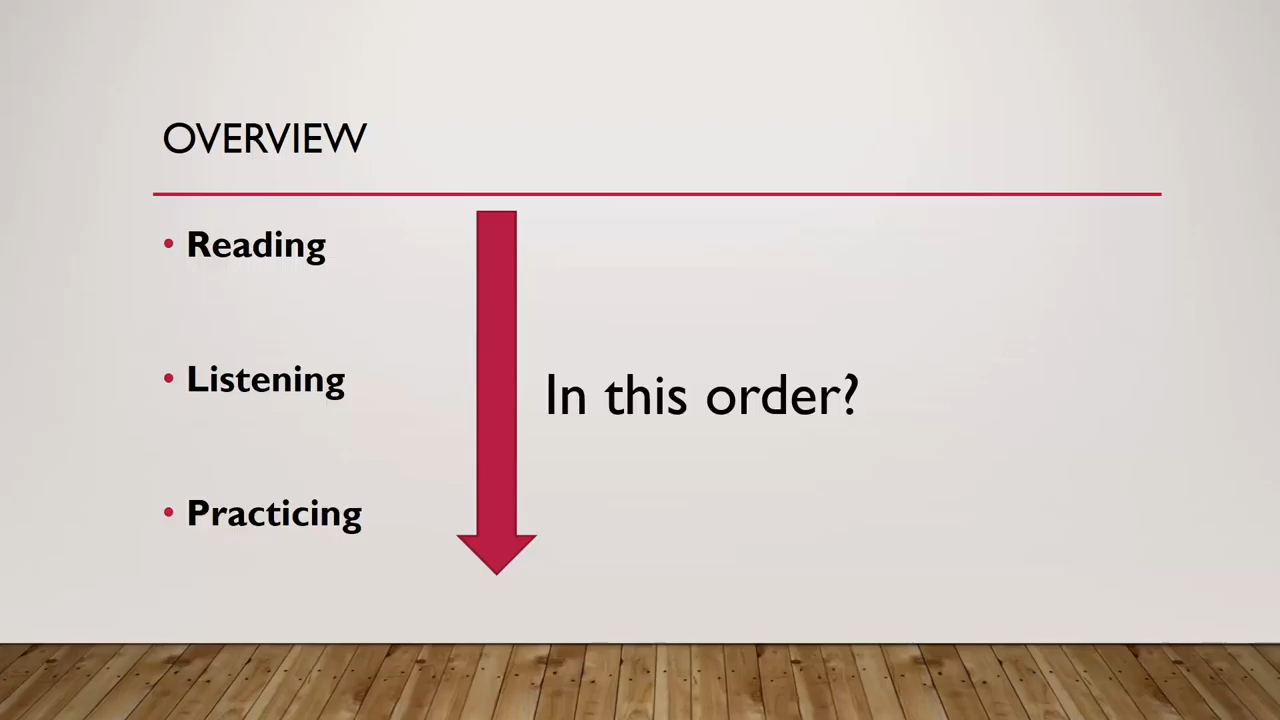 OVERVIEW
• Reading
• Listening
In this order?
• Practicing